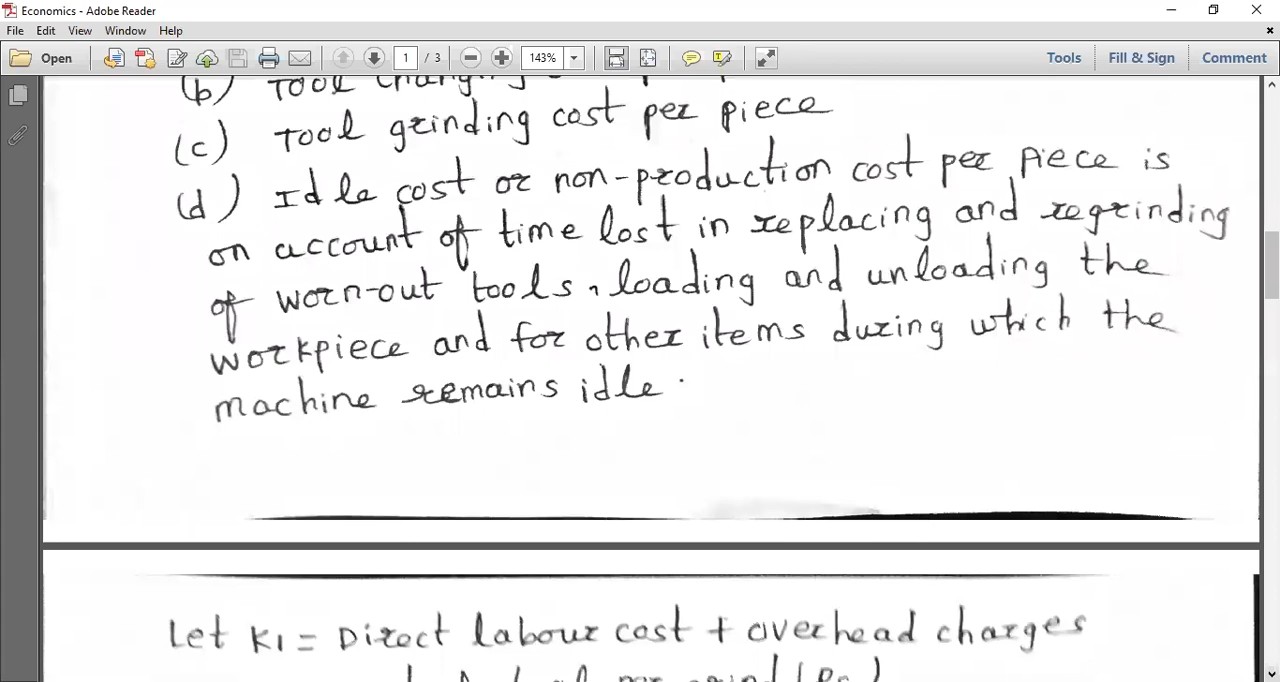 Economics - Adobe Reader
File Edit View Window Help
Open 1 / 3 143% Tools Fill & Sign Comment
(b) Tool changing
(c) Tool grinding cost per piece
(d) Idle cost or non-production cost per piece is
on account of time lost in replacing and regrinding
of worn-out tools, loading and unloading the
workpiece and for other items during which the
machine remains idle.
Let K1 = Direct labour cost + overhead charges